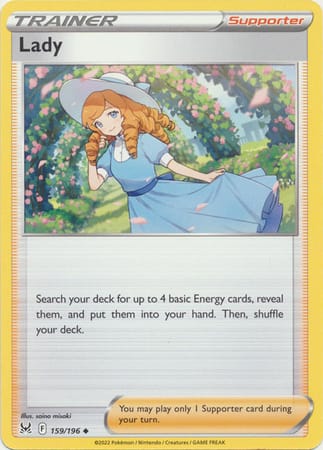 TRAINER Supporter
Lady
Search your deck for up to 4 basic Energy cards, reveal
them, and put them into your hand. Then, shuffle
your deck.
Illus. saino misaki
F 159/196 ◆
You may play only 1 Supporter card during
your turn.
©2022 Pokémon / Nintendo / Creatures / GAME FREAK